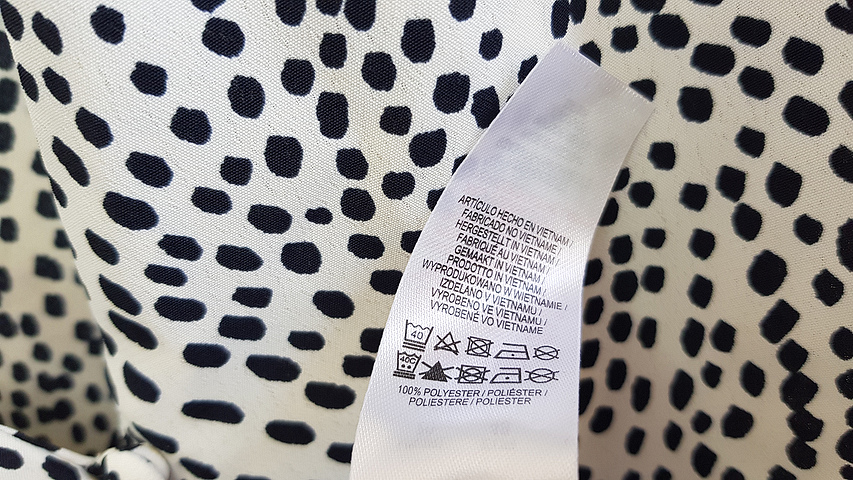 ARTÍCULO HECHO EN VIETNAM /
FABRICADO NO VIETNAME /
HERGESTELLT IN VIETNAM /
FABRIQUÉ AU VIETNAM /
GEMAAKT IN VIETNAM /
PRODOTTO IN VIETNAM /
WYPRODUKOWANO W WIETNAMIE /
IZDELANO V VIETNAMU /
VYROBENO VE VIETNAMU /
VYROBENÉ VO VIETNAME
40
40C
100% POLYESTER / POLIÉSTER /
POLIESTERE / POLIESTER